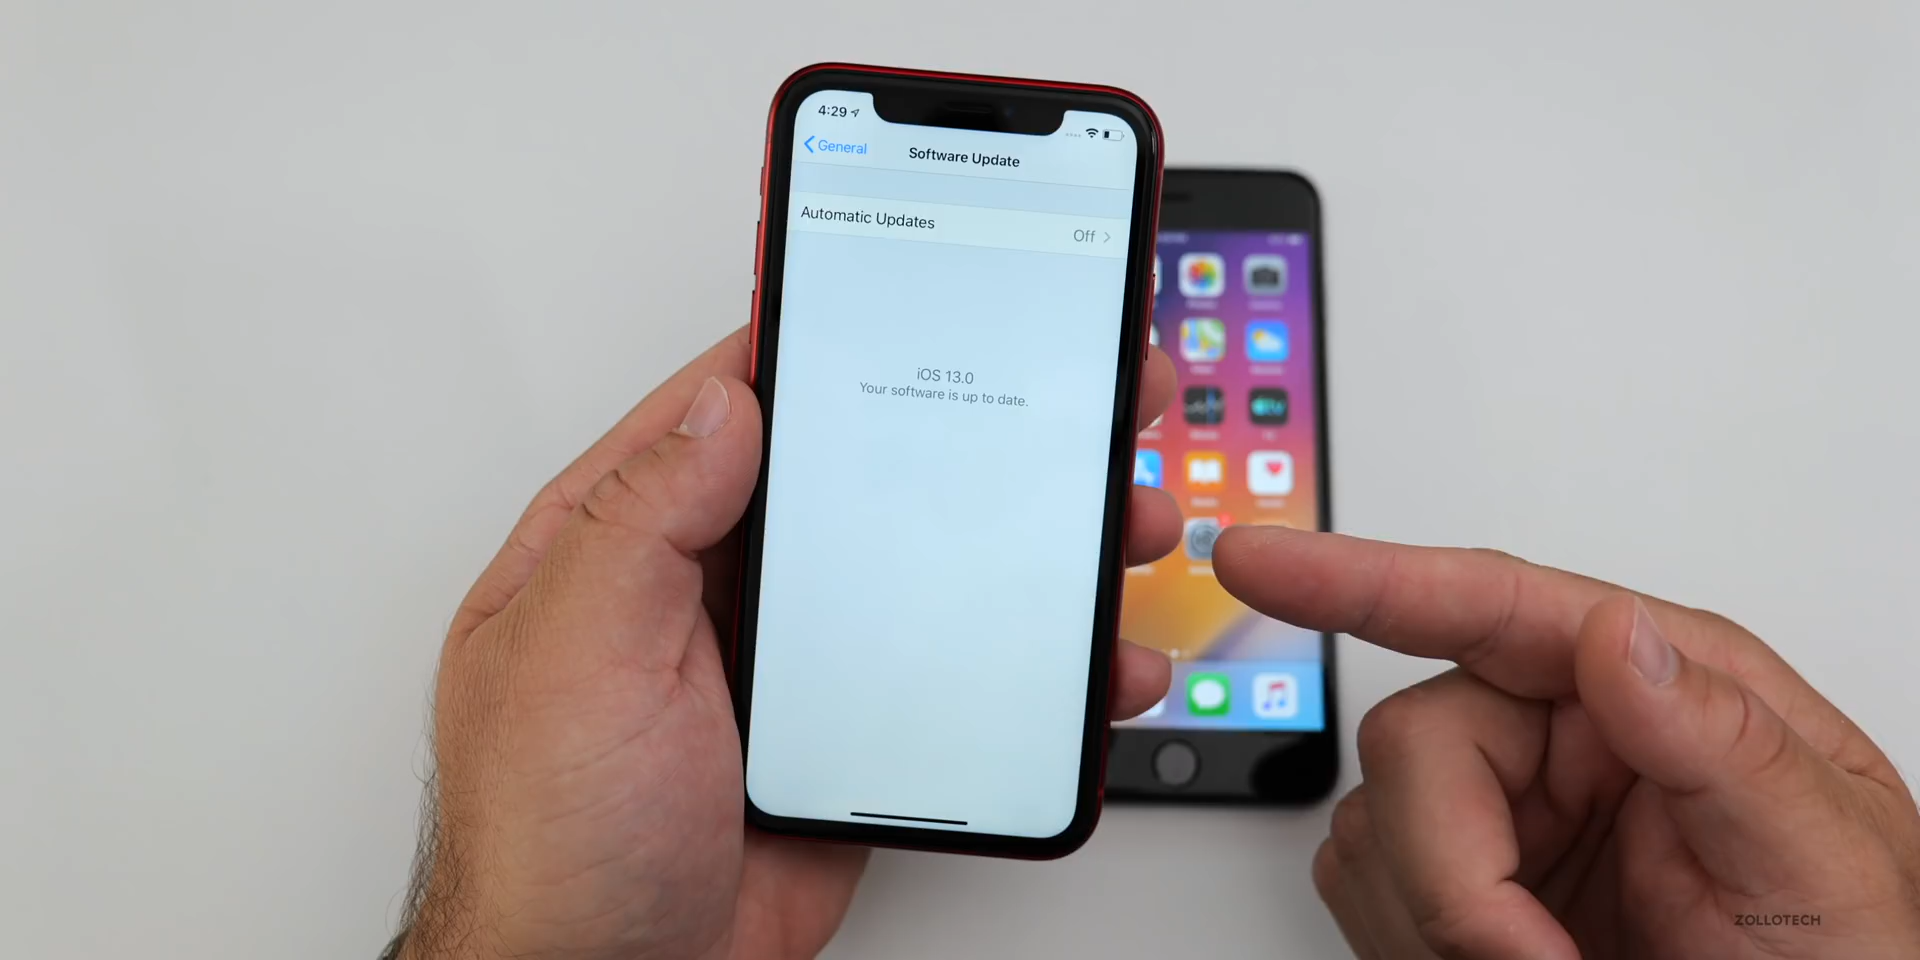 4:29
General
Software Update
Automatic Updates
Off
iOS 13.0
Your software is up to date.
ZOLLOTECH